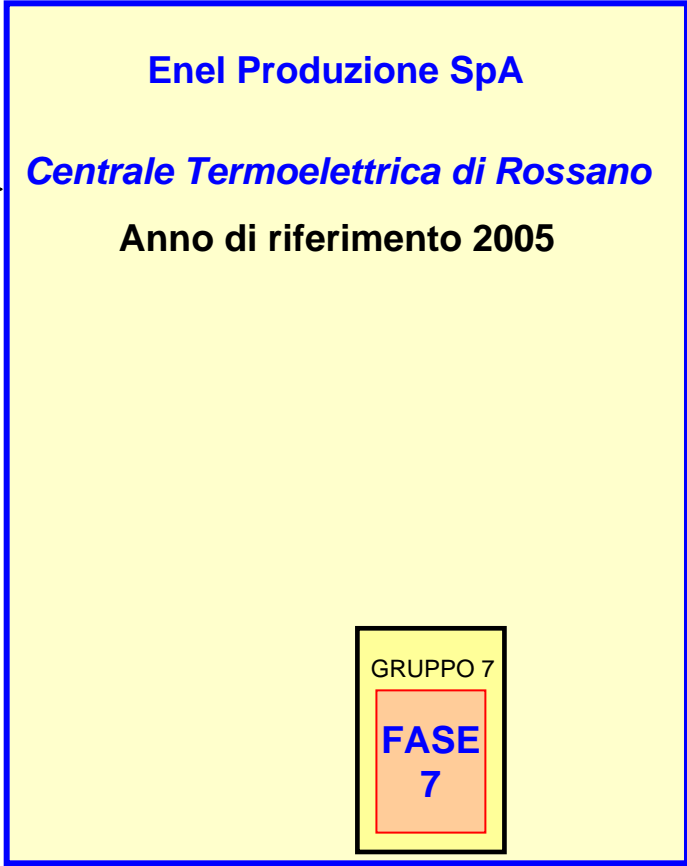 Enel Produzione SpA
Centrale Termoelettrica di Rossano
Anno di riferimento 2005
GRUPPO 7
FASE
7